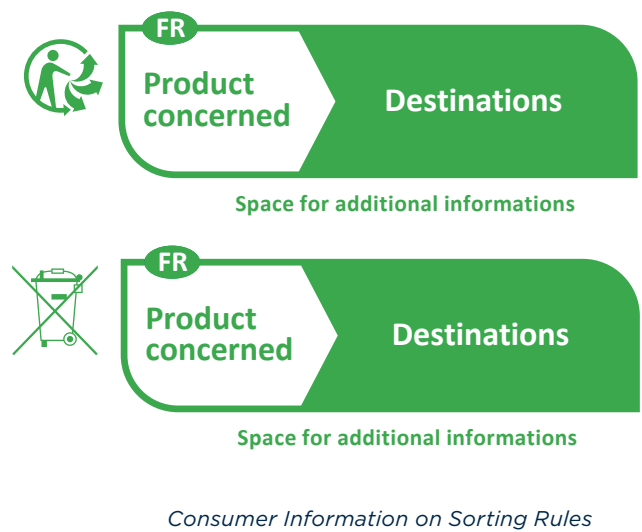 FR
Product
concerned
Destinations
Space for additional informations
FR
Product
concerned
Destinations
Space for additional informations
Consumer Information on Sorting Rules